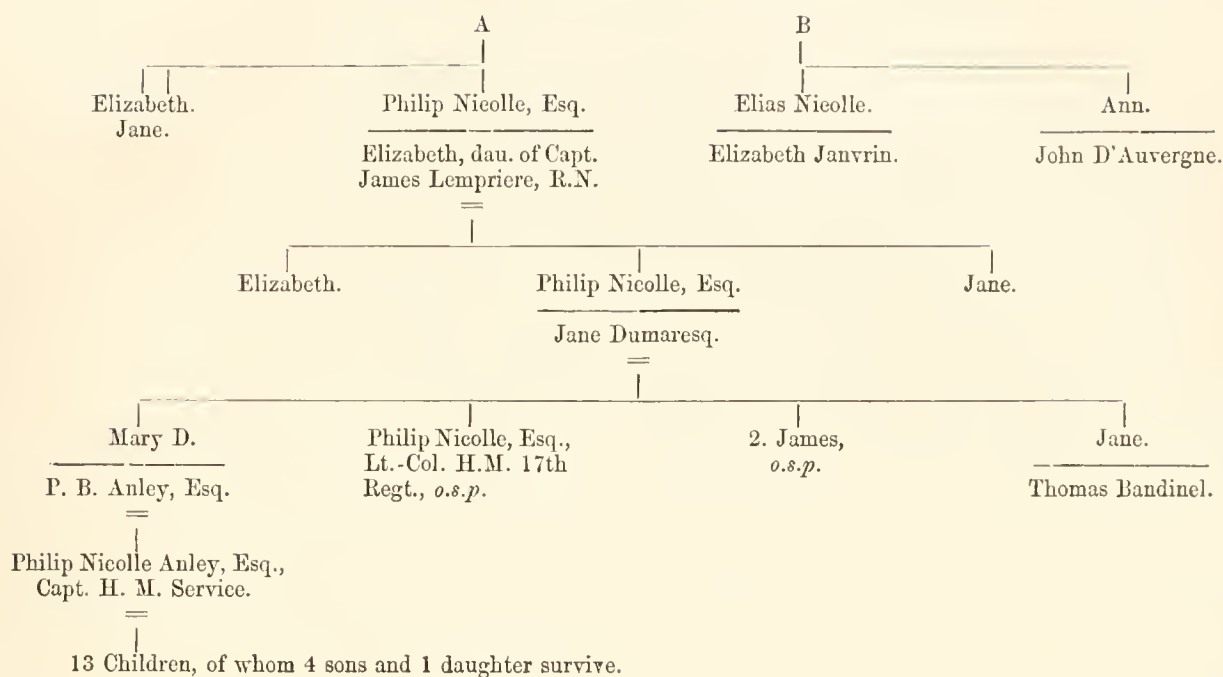 A B
Elizabeth. Philip Nicolle, Esq. Elias Nicolle. Ann.
Jane.
Elizabeth, dau. of Capt. Elizabeth Janvrin. John D'Auvergne.
James Lempriere, R.N.
Elizabeth. Philip Nicolle, Esq. Jane.
Jane Dumaresq.
Mary D. Philip Nicolle, Esq., 2. James, Jane.
Lt.-Col. H.M. 17th o.s.p.
P. B. Anley, Esq. Regt., o.s.p. Thomas Bandinel.
Philip Nicolle Anley, Esq.,
Capt. H. M. Service.
13 Children, of whom 4 sons and 1 daughter survive.